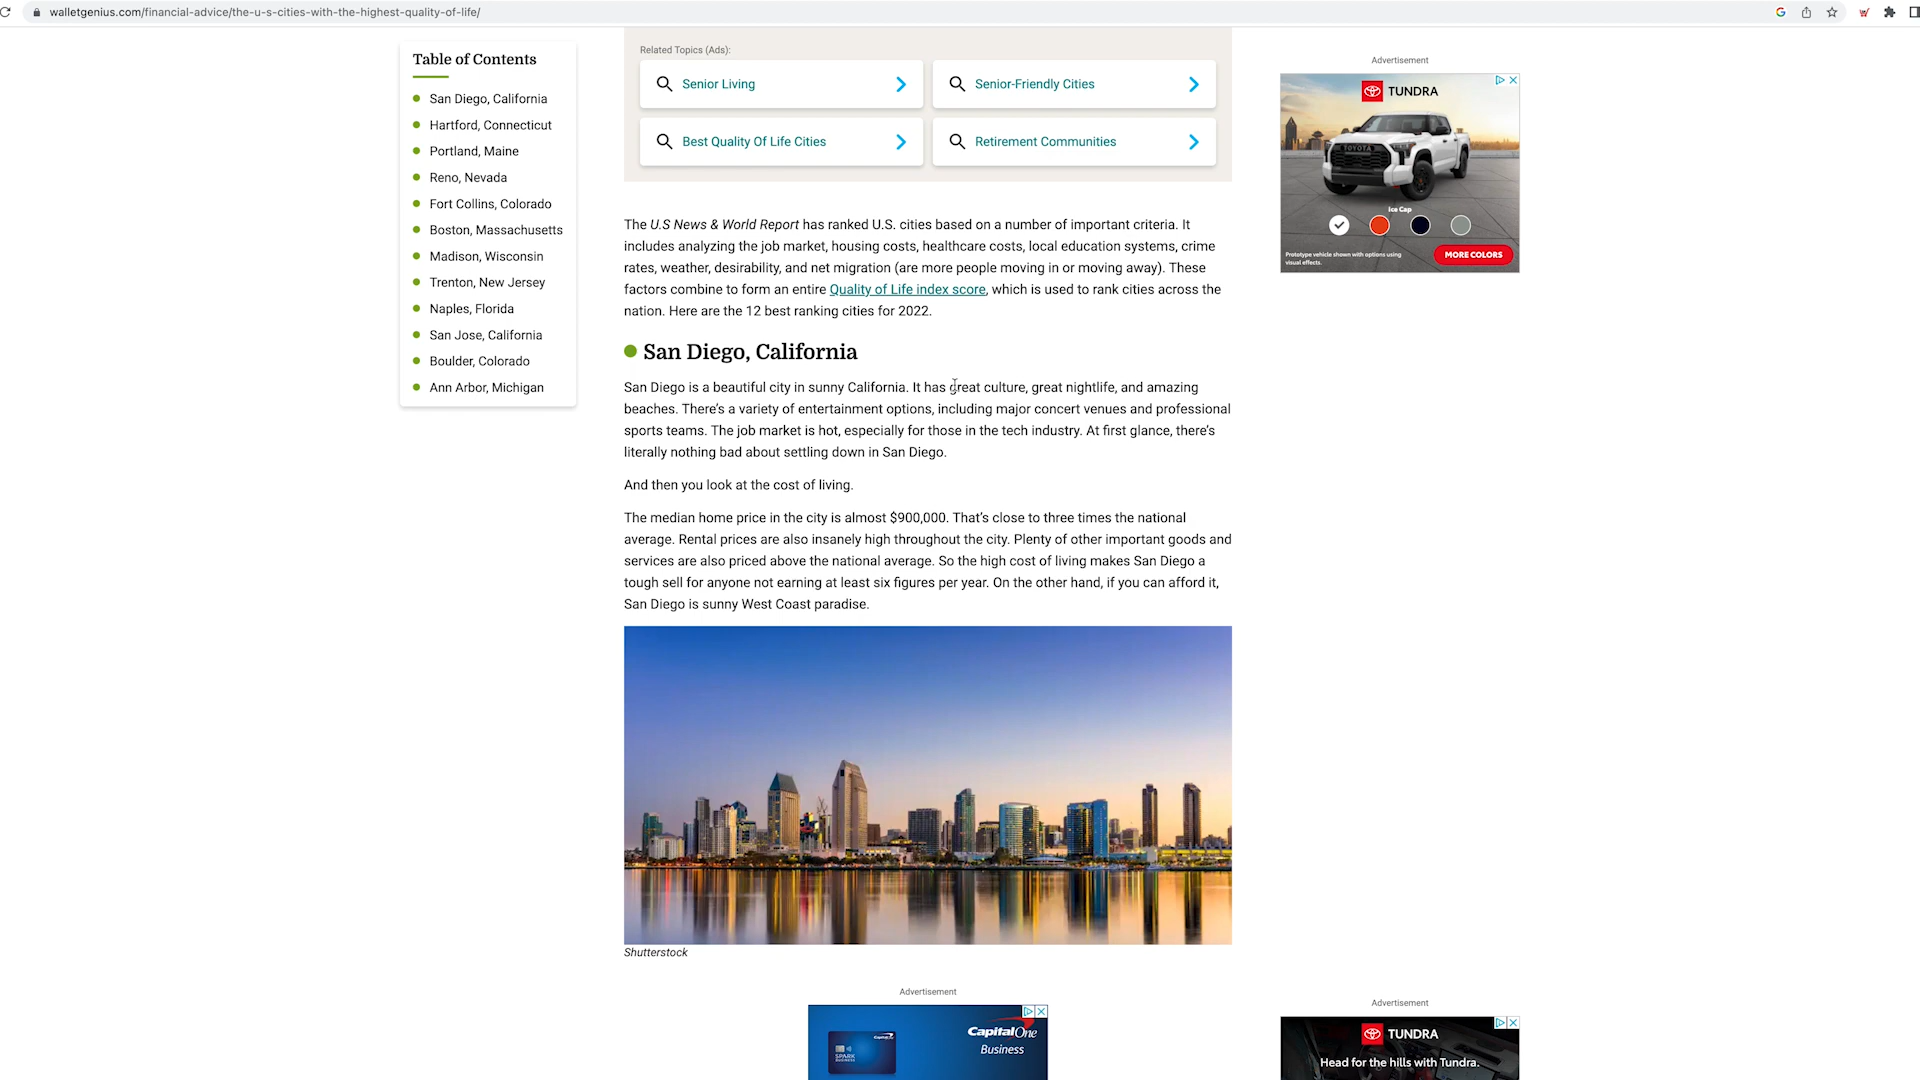 walletgenius.com/financial-advice/the-u-s-cities-with-the-highest-quality-of-life/
Table of Contents
San Diego, California
Hartford, Connecticut
Portland, Maine
Reno, Nevada
Fort Collins, Colorado
Boston, Massachusetts
Madison, Wisconsin
Trenton, New Jersey
Naples, Florida
San Jose, California
Boulder, Colorado
Ann Arbor, Michigan
Related Topics (Ads):
Senior Living
Senior-Friendly Cities
Best Quality Of Life Cities
Retirement Communities
The U.S News & World Report has ranked U.S. cities based on a number of important criteria. It
includes analyzing the job market, housing costs, healthcare costs, local education systems, crime
rates, weather, desirability, and net migration (are more people moving in or moving away). These
factors combine to form an entire Quality of Life index score, which is used to rank cities across the
nation. Here are the 12 best ranking cities for 2022.
San Diego, California
San Diego is a beautiful city in sunny California. It has great culture, great nightlife, and amazing
beaches. There's a variety of entertainment options, including major concert venues and professional
sports teams. The job market is hot, especially for those in the tech industry. At first glance, there's
literally nothing bad about settling down in San Diego.
And then you look at the cost of living.
The median home price in the city is almost $900,000. That's close to three times the national
average. Rental prices are also insanely high throughout the city. Plenty of other important goods and
services are also priced above the national average. So the high cost of living makes San Diego a
tough sell for anyone not earning at least six figures per year. On the other hand, if you can afford it,
San Diego is sunny West Coast paradise.
Shutterstock
Advertisement
Capital One
Business
SPARK
BUSINESS
Advertisement
TUNDRA
TOYOTA
Ice Cap
Prototype vehicle shown with options using
visual effects.
MORE COLORS
Advertisement
TUNDRA
Head for the hills with Tundra.